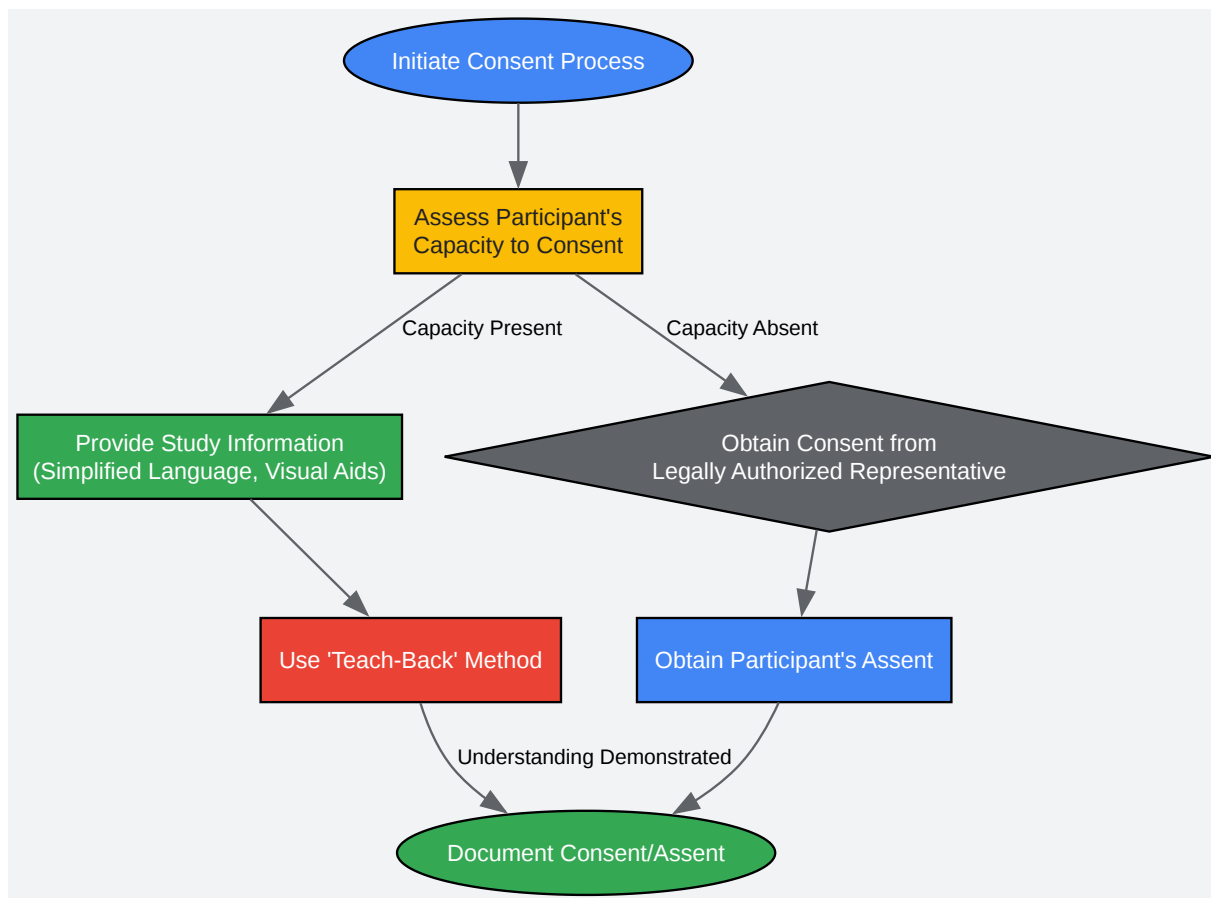 Initiate Consent Process
Assess Participant's
Capacity to Consent
Capacity Present
Capacity Absent
Provide Study Information
(Simplified Language, Visual Aids)
Obtain Consent from
Legally Authorized Representative
Use 'Teach-Back' Method
Obtain Participant's Assent
Understanding Demonstrated
Document Consent/Assent